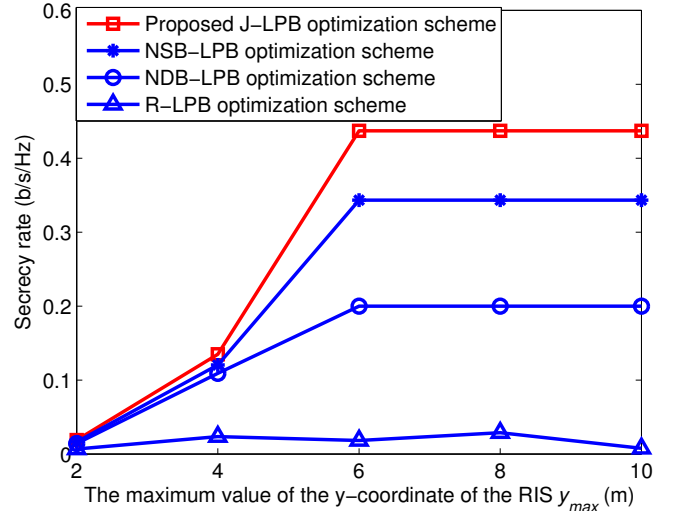 Proposed J−LPB optimization scheme
NSB−LPB optimization scheme
NDB−LPB optimization scheme
R−LPB optimization scheme
Secrecy rate (b/s/Hz)
0.6
0.5
0.4
0.3
0.2
0.1
0
2 4 6 8 10
The maximum value of the y−coordinate of the RIS y_max (m)